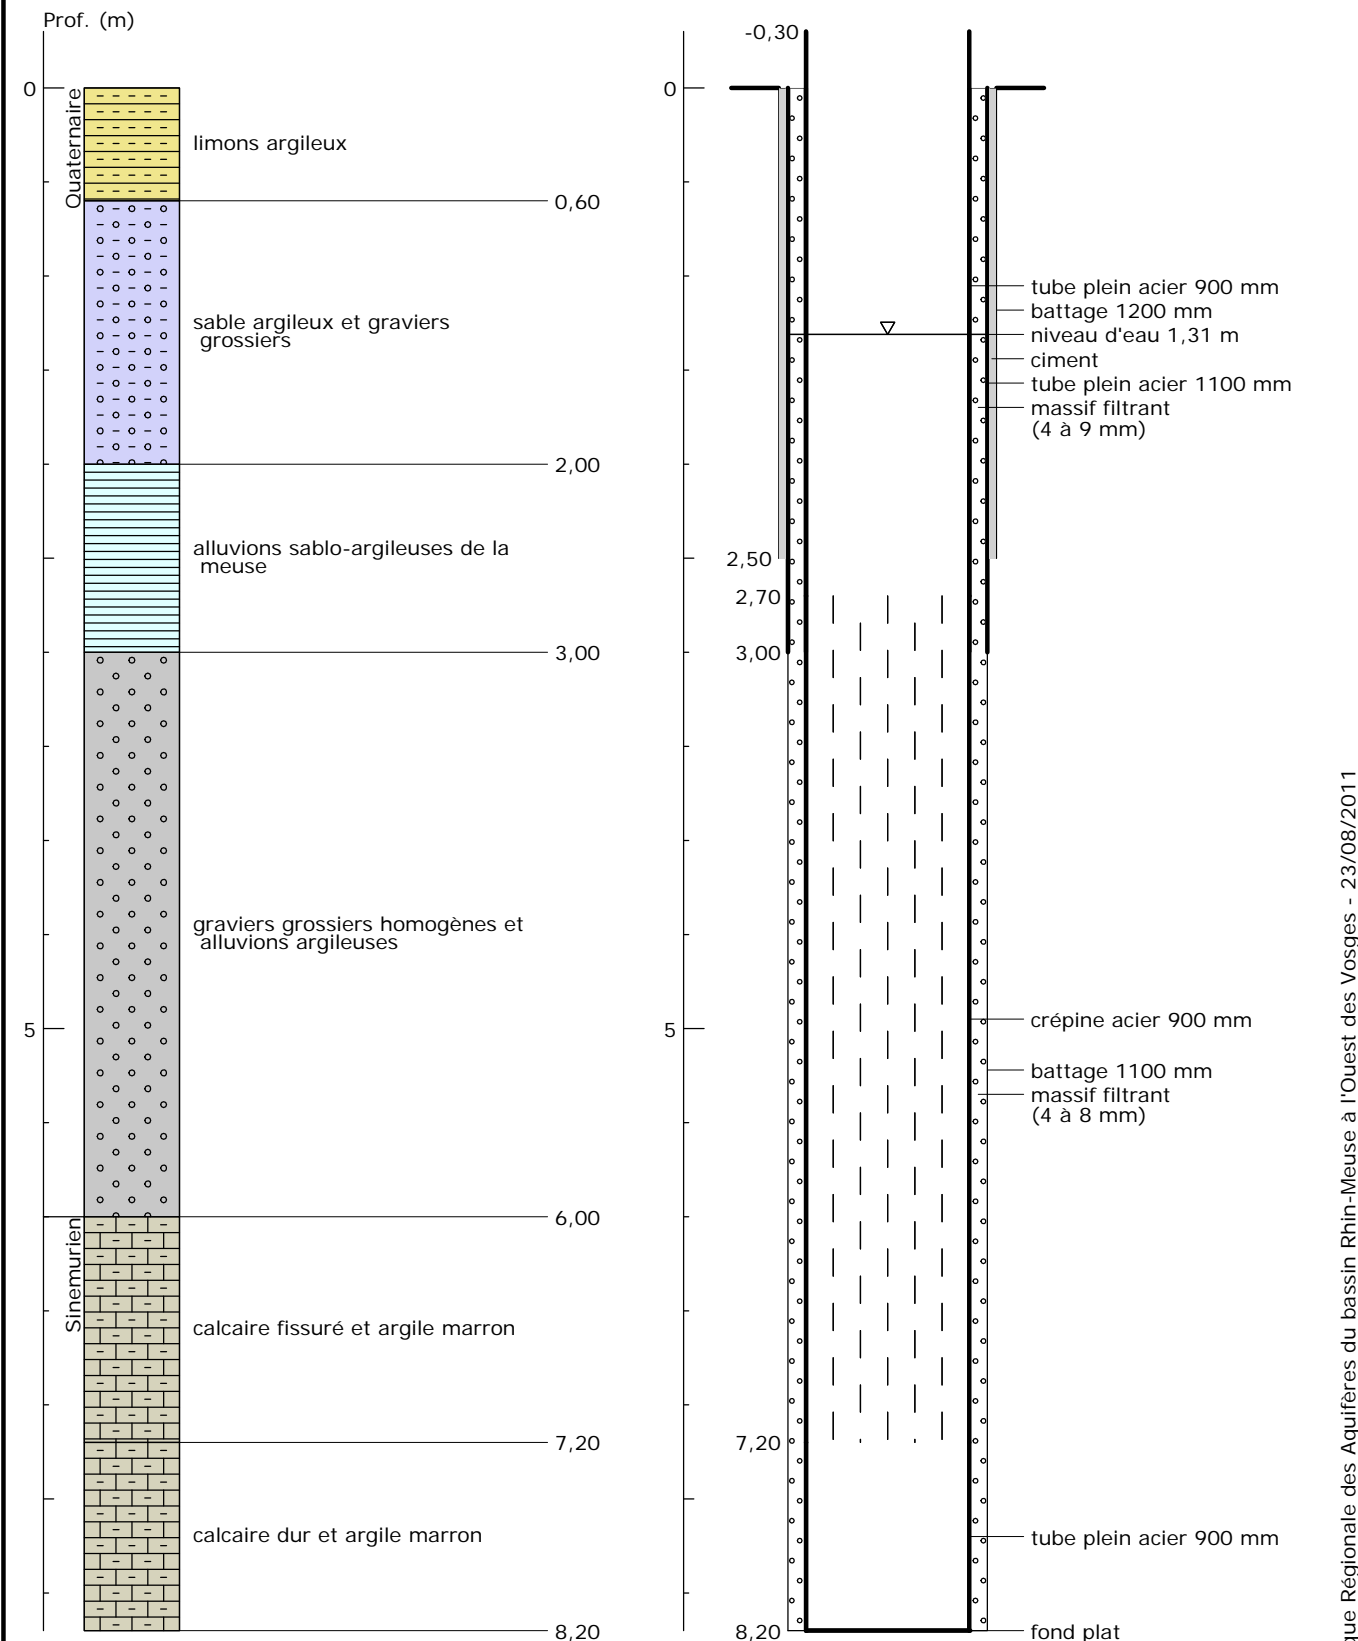 Prof. (m)
0
Quaternaire
limons argileux
0,60
sable argileux et graviers
grossiers
2,00
alluvions sablo-argileuses de la
meuse
3,00
graviers grossiers homogènes et
alluvions argileuses
5
6,00
Sinemurien
calcaire fissuré et argile marron
7,20
calcaire dur et argile marron
8,20
-0,30
0
tube plein acier 900 mm
battage 1200 mm
niveau d'eau 1,31 m
ciment
tube plein acier 1100 mm
massif filtrant
(4 à 9 mm)
2,50
2,70
3,00
5
crépine acier 900 mm
battage 1100 mm
massif filtrant
(4 à 8 mm)
7,20
tube plein acier 900 mm
8,20
fond plat
que Régionale des Aquifères du bassin Rhin-Meuse à l'Ouest des Vosges - 23/08/2011